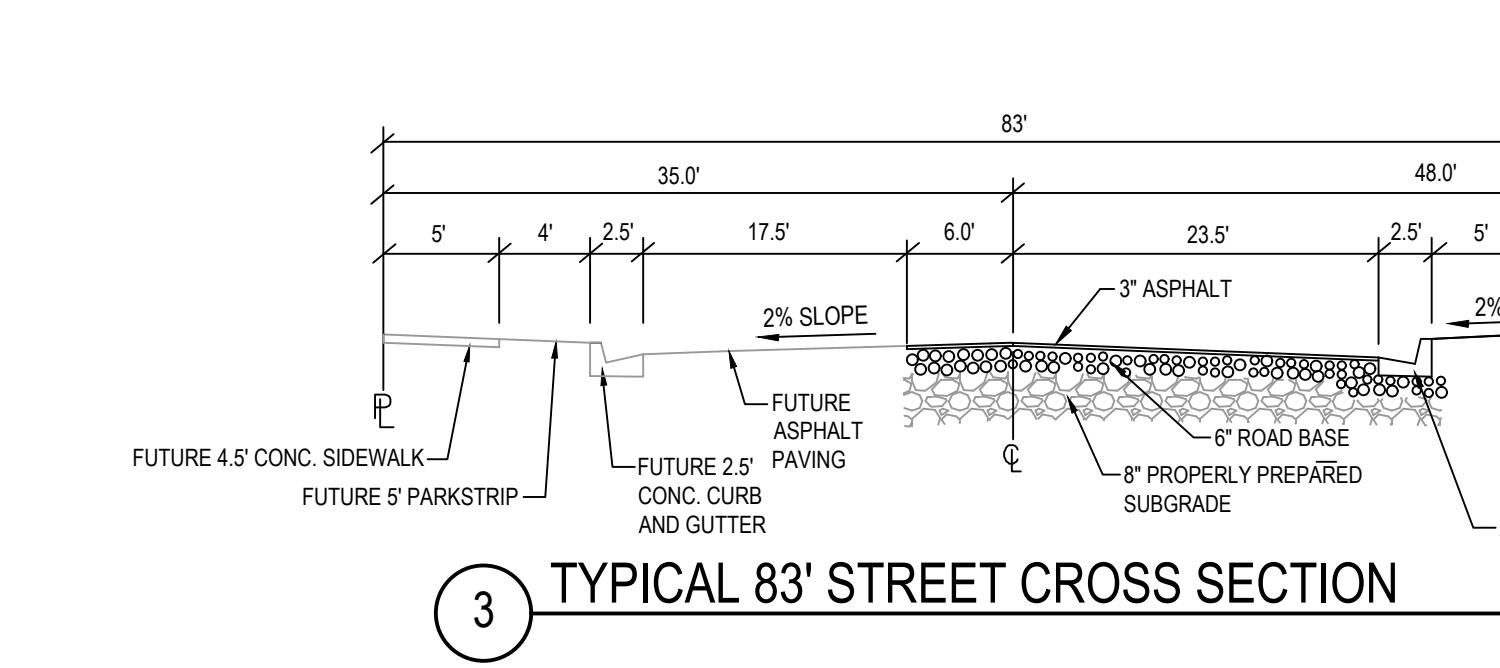 83'
35.0'
48.0'
5'
4'
2.5'
17.5'
6.0'
23.5'
2.5'
5'
3" ASPHALT
2% SLOPE
2%
PL
FUTURE
ASPHALT
PAVING
FUTURE 4.5' CONC. SIDEWALK
FUTURE 5' PARKSTRIP
FUTURE 2.5'
CONC. CURB
AND GUTTER
CL
6" ROAD BASE
8" PROPERLY PREPARED
SUBGRADE
3
TYPICAL 83' STREET CROSS SECTION